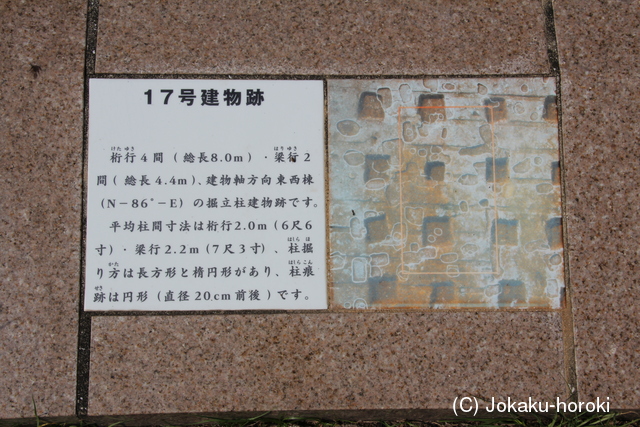 17号建物跡
桁行4間(総長8.0m)・梁行2
間(総長4.4m)、建物軸方向東西棟
(N-86°-E)の掘立柱建物跡です。
平均柱間寸法は桁行2.0m(6尺6
寸)・梁行2.2m(7尺3寸)、柱掘
り方は長方形と楕円形があり、柱痕
跡は円形(直径20cm前後)です。
(C) Jokaku-horoki